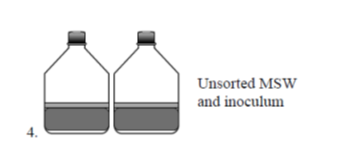 Unsorted MSW
and inoculum
4.